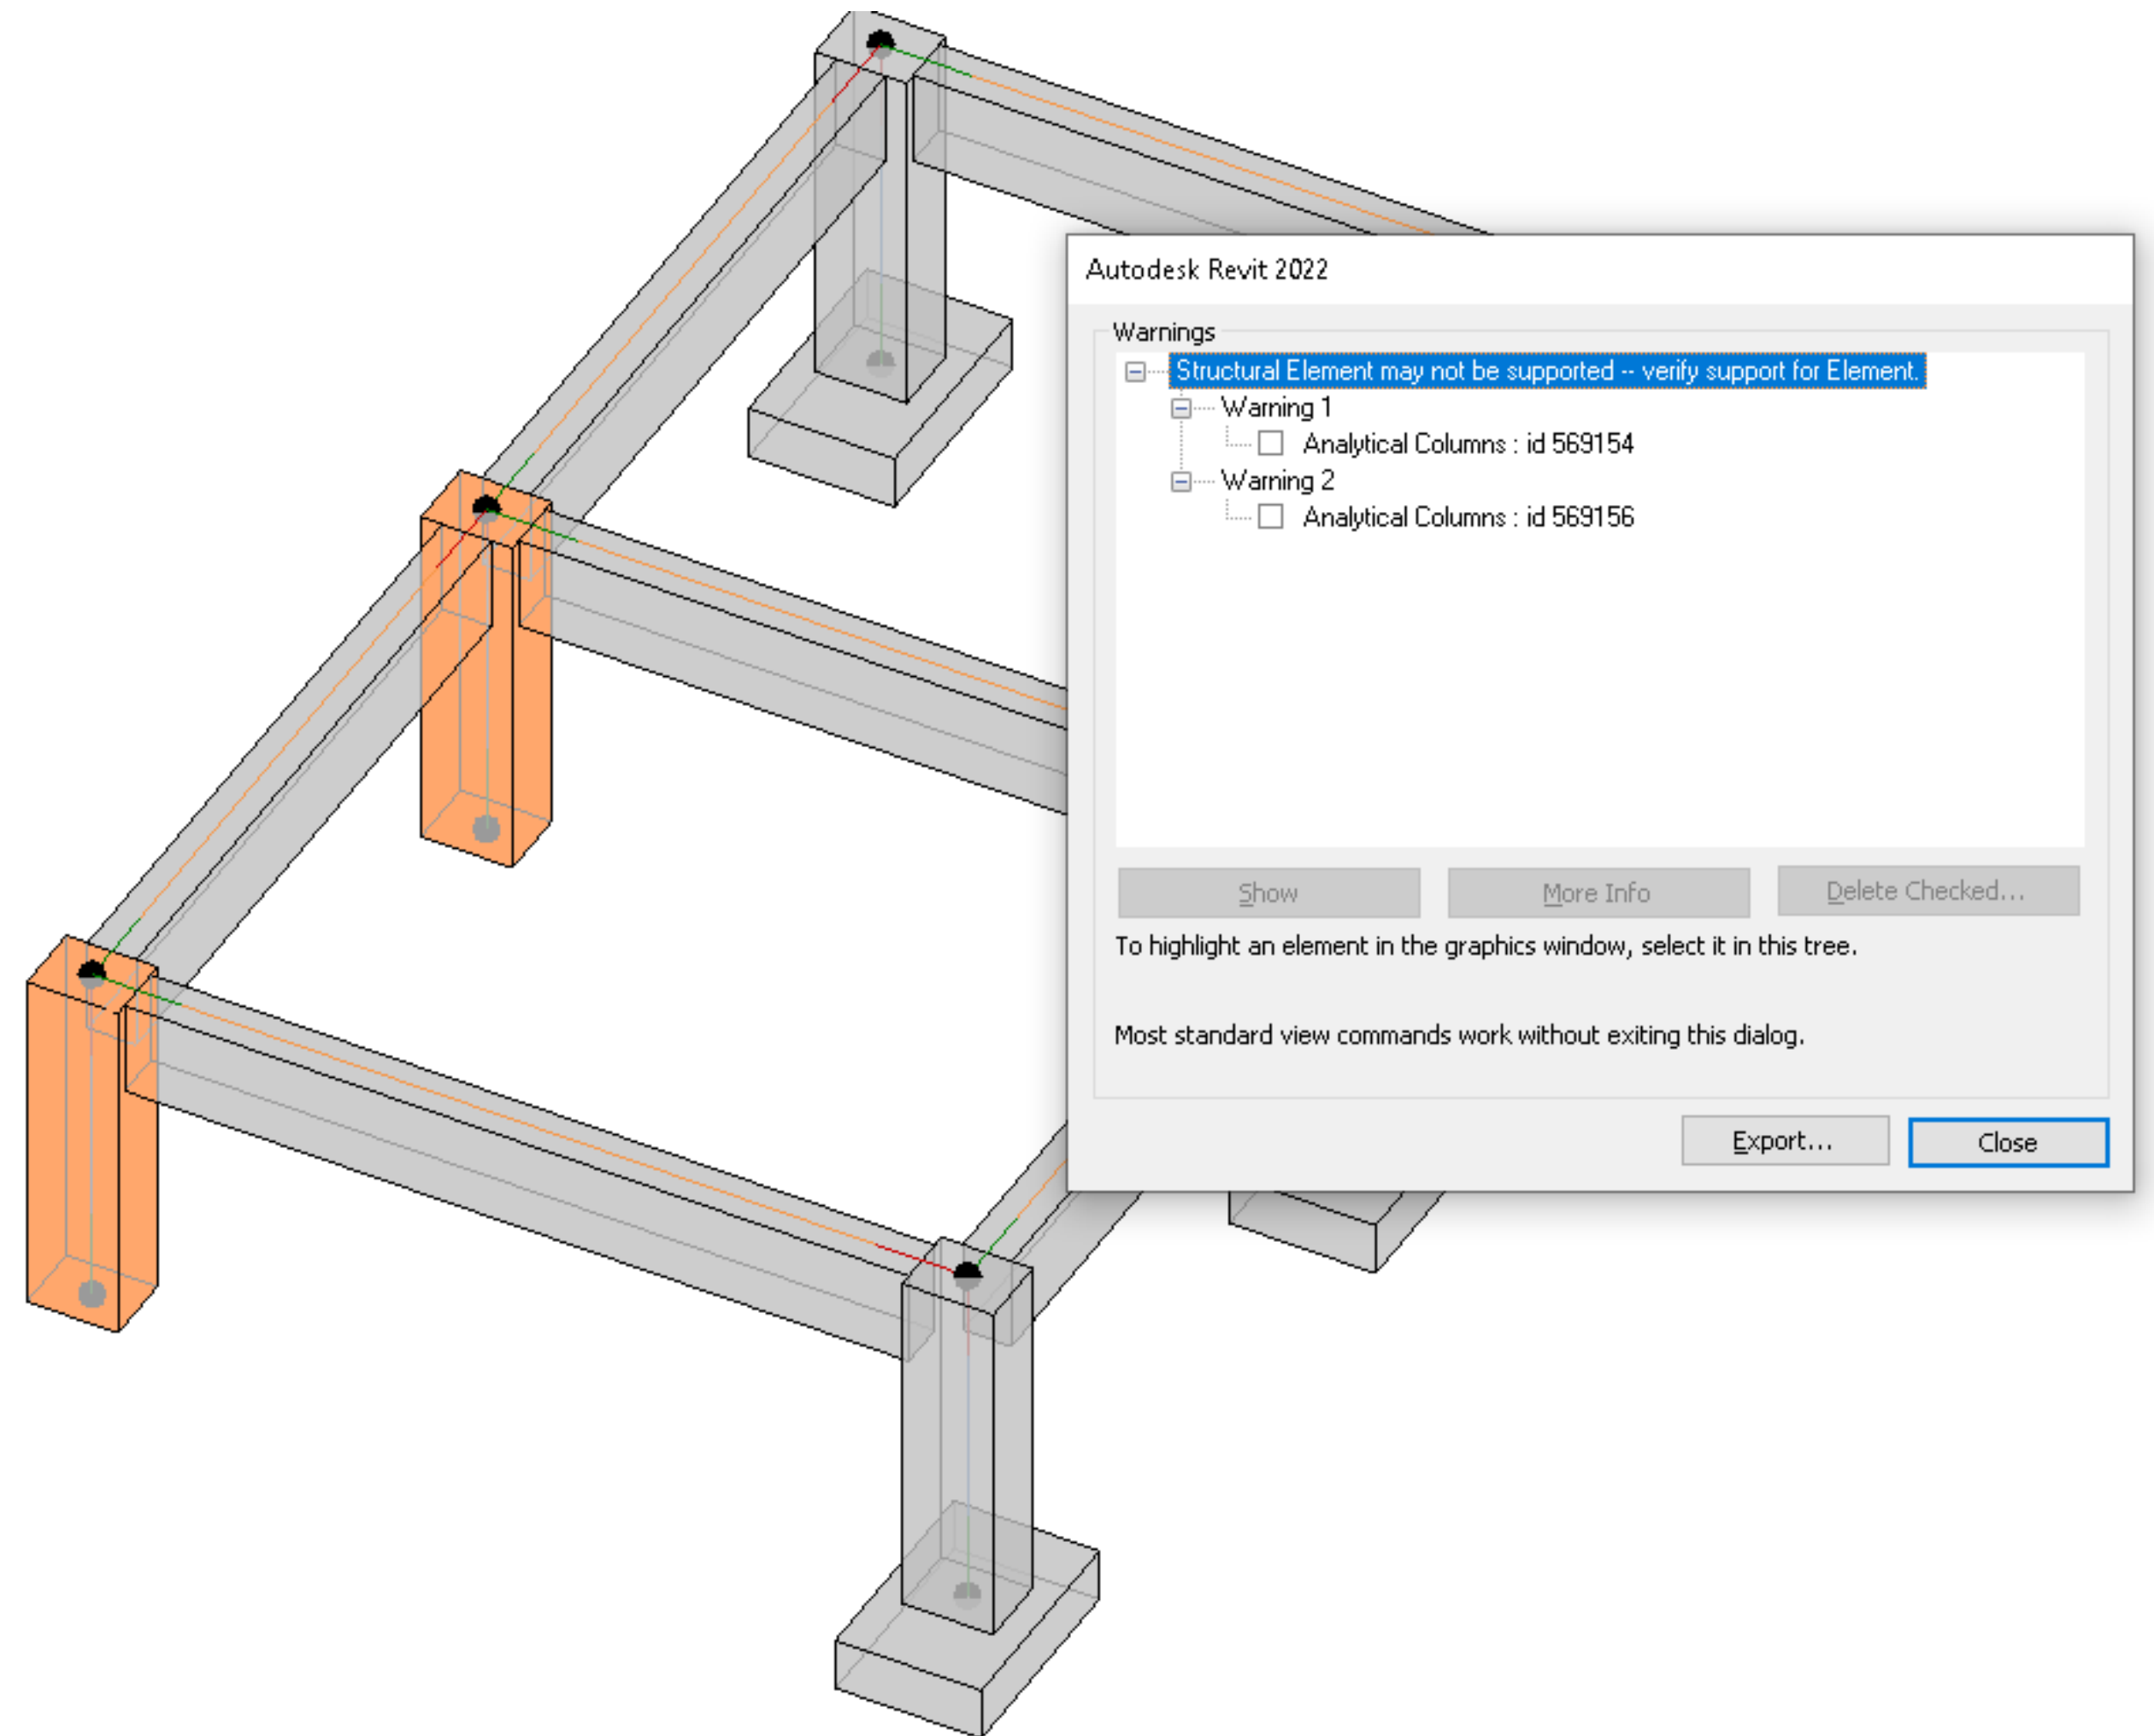 Autodesk Revit 2022
Warnings
Structural Element may not be supported -- verify support for Element.
Warning 1
Analytical Columns : id 569154
Warning 2
Analytical Columns : id 569156
Show
More Info
Delete Checked...
To highlight an element in the graphics window, select it in this tree.
Most standard view commands work without exiting this dialog.
Export...
Close